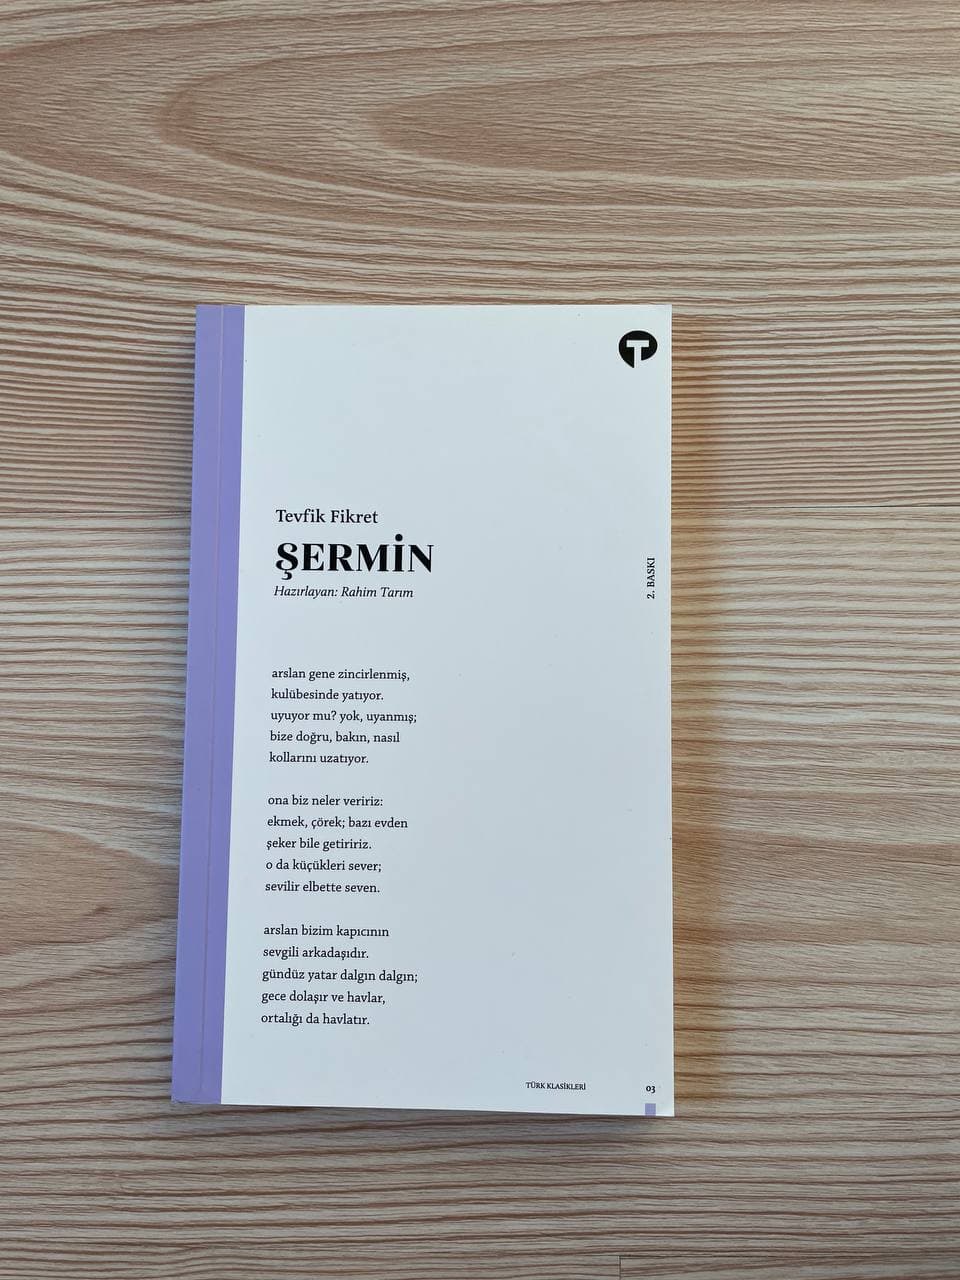 T
Tevfik Fikret
ŞERMİN
Hazırlayan: Rahim Tarım
2. BASKI
arslan gene zincirlenmiş,
kulübesinde yatıyor.
uyuyor mu? yok, uyanmış;
bize doğru, bakın, nasıl
kollarını uzatıyor.
ona biz neler veririz:
ekmek, çörek; bazı evden
şeker bile getiririz.
o da küçükleri sever;
sevilir elbette seven.
arslan bizim kapıcının
sevgili arkadaşıdır.
gündüz yatar dalgın dalgın;
gece dolaşır ve havlar,
ortalığı da havlatır.
TÜRK KLASİKLERİ
03